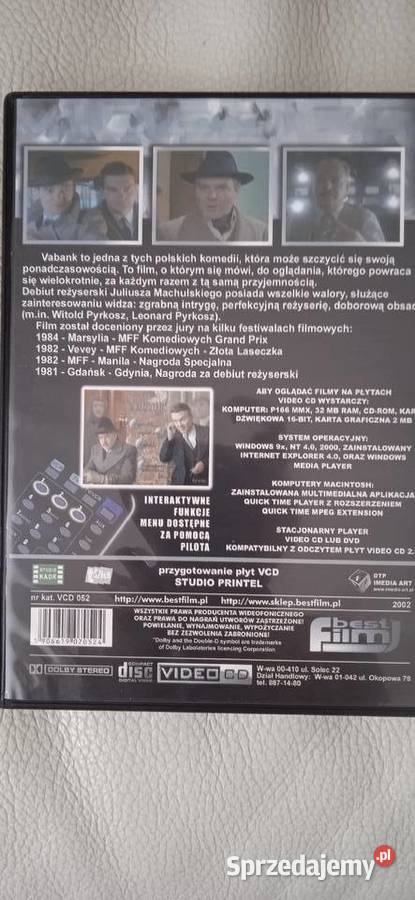 Vabank to jedna z tych polskich komedii, która może szczycić się swoją
ponadczasowością. To film, o którym się mówi, do oglądania, którego powraca
się wielokrotnie, za każdym razem z tą samą przyjemnością.
Debiut reżyserski Juliusza Machulskiego posiada wszelkie walory, służące
zainteresowaniu widza: zgrabną intrygę, perfekcyjną reżyserię, doborową obsad
(m.in. Witold Pyrkosz, Leonard Pyrkosz).
Film został doceniony przez jury na kilku festiwalach filmowych:
1984 - Marsylia - MFF Komediowych Grand Prix
1982 - Vevey - MFF Komediowych - Złota Laseczka
1982 - MFF - Manila - Nagroda Specjalna
1981 - Gdańsk - Gdynia, Nagroda za debiut reżyserski
ABY OGLĄDAĆ FILMY NA PŁYTACH
VIDEO CD WYSTARCZY:
KOMPUTER: P166 MMX, 32 MB RAM, CD-ROM, KAR
DŹWIĘKOWA 16-BIT, KARTA GRAFICZNA 2 MB
SYSTEM OPERACYJNY:
WINDOWS 9x, NT 4.0, 2000, ZAINSTALOWANY
INTERNET EXPLORER 4.0, ORAZ WINDOWS
MEDIA PLAYER
KOMPUTERY MACINTOSH:
ZAINSTALOWANA MULTIMEDALNA APLIKACJA
QUICK TIME PLAYER Z ROZSZERZENIEM
QUICK TIME MPEG EXTENSION
STACJONARNY PLAYER
VIDEO CD LUB DVD
KOMPATYBILNY Z ODCZYTEM PŁYT VIDEO CD 2.
INTERAKTYWNE
FUNKCJE
MENU DOSTĘPNE
ZA POMOCĄ
PILOTA
STUDIO
KADR
przygotowanie płyt VCD
STUDIO PRINTEL
DTP
IMEDIA ART
nr kat. VCD 052
http://www.bestfilm.pl
http://www.sklep.bestfilm.pl
2002
WSZYSTKIE PRAWA PRODUCENTA WIDEOFONICZNEGO
ORAZ PRAWA DO NAGRAŃ UTWORÓW ZASTRZEŻONE!
POWIELANIE, WYNAJMOWANIE, WYPOŻYCZANIE
BEZ ZEZWOLENIA ZABRONIONE!
"Dolby and the Double-D symbol are trademarks
of Dolby Laboratories licencing Corporation"
best
film
5 906619 070524
DOLBY STEREO
COMPACT
disc
DIGITAL VIDEO
VIDEO CD
W-wa 00-410 ul. Solec 22
Dział Handlowy: W-wa 01-042 ul. Okopowa 78
tel. 887-14-80
Sprzedajemy.pl